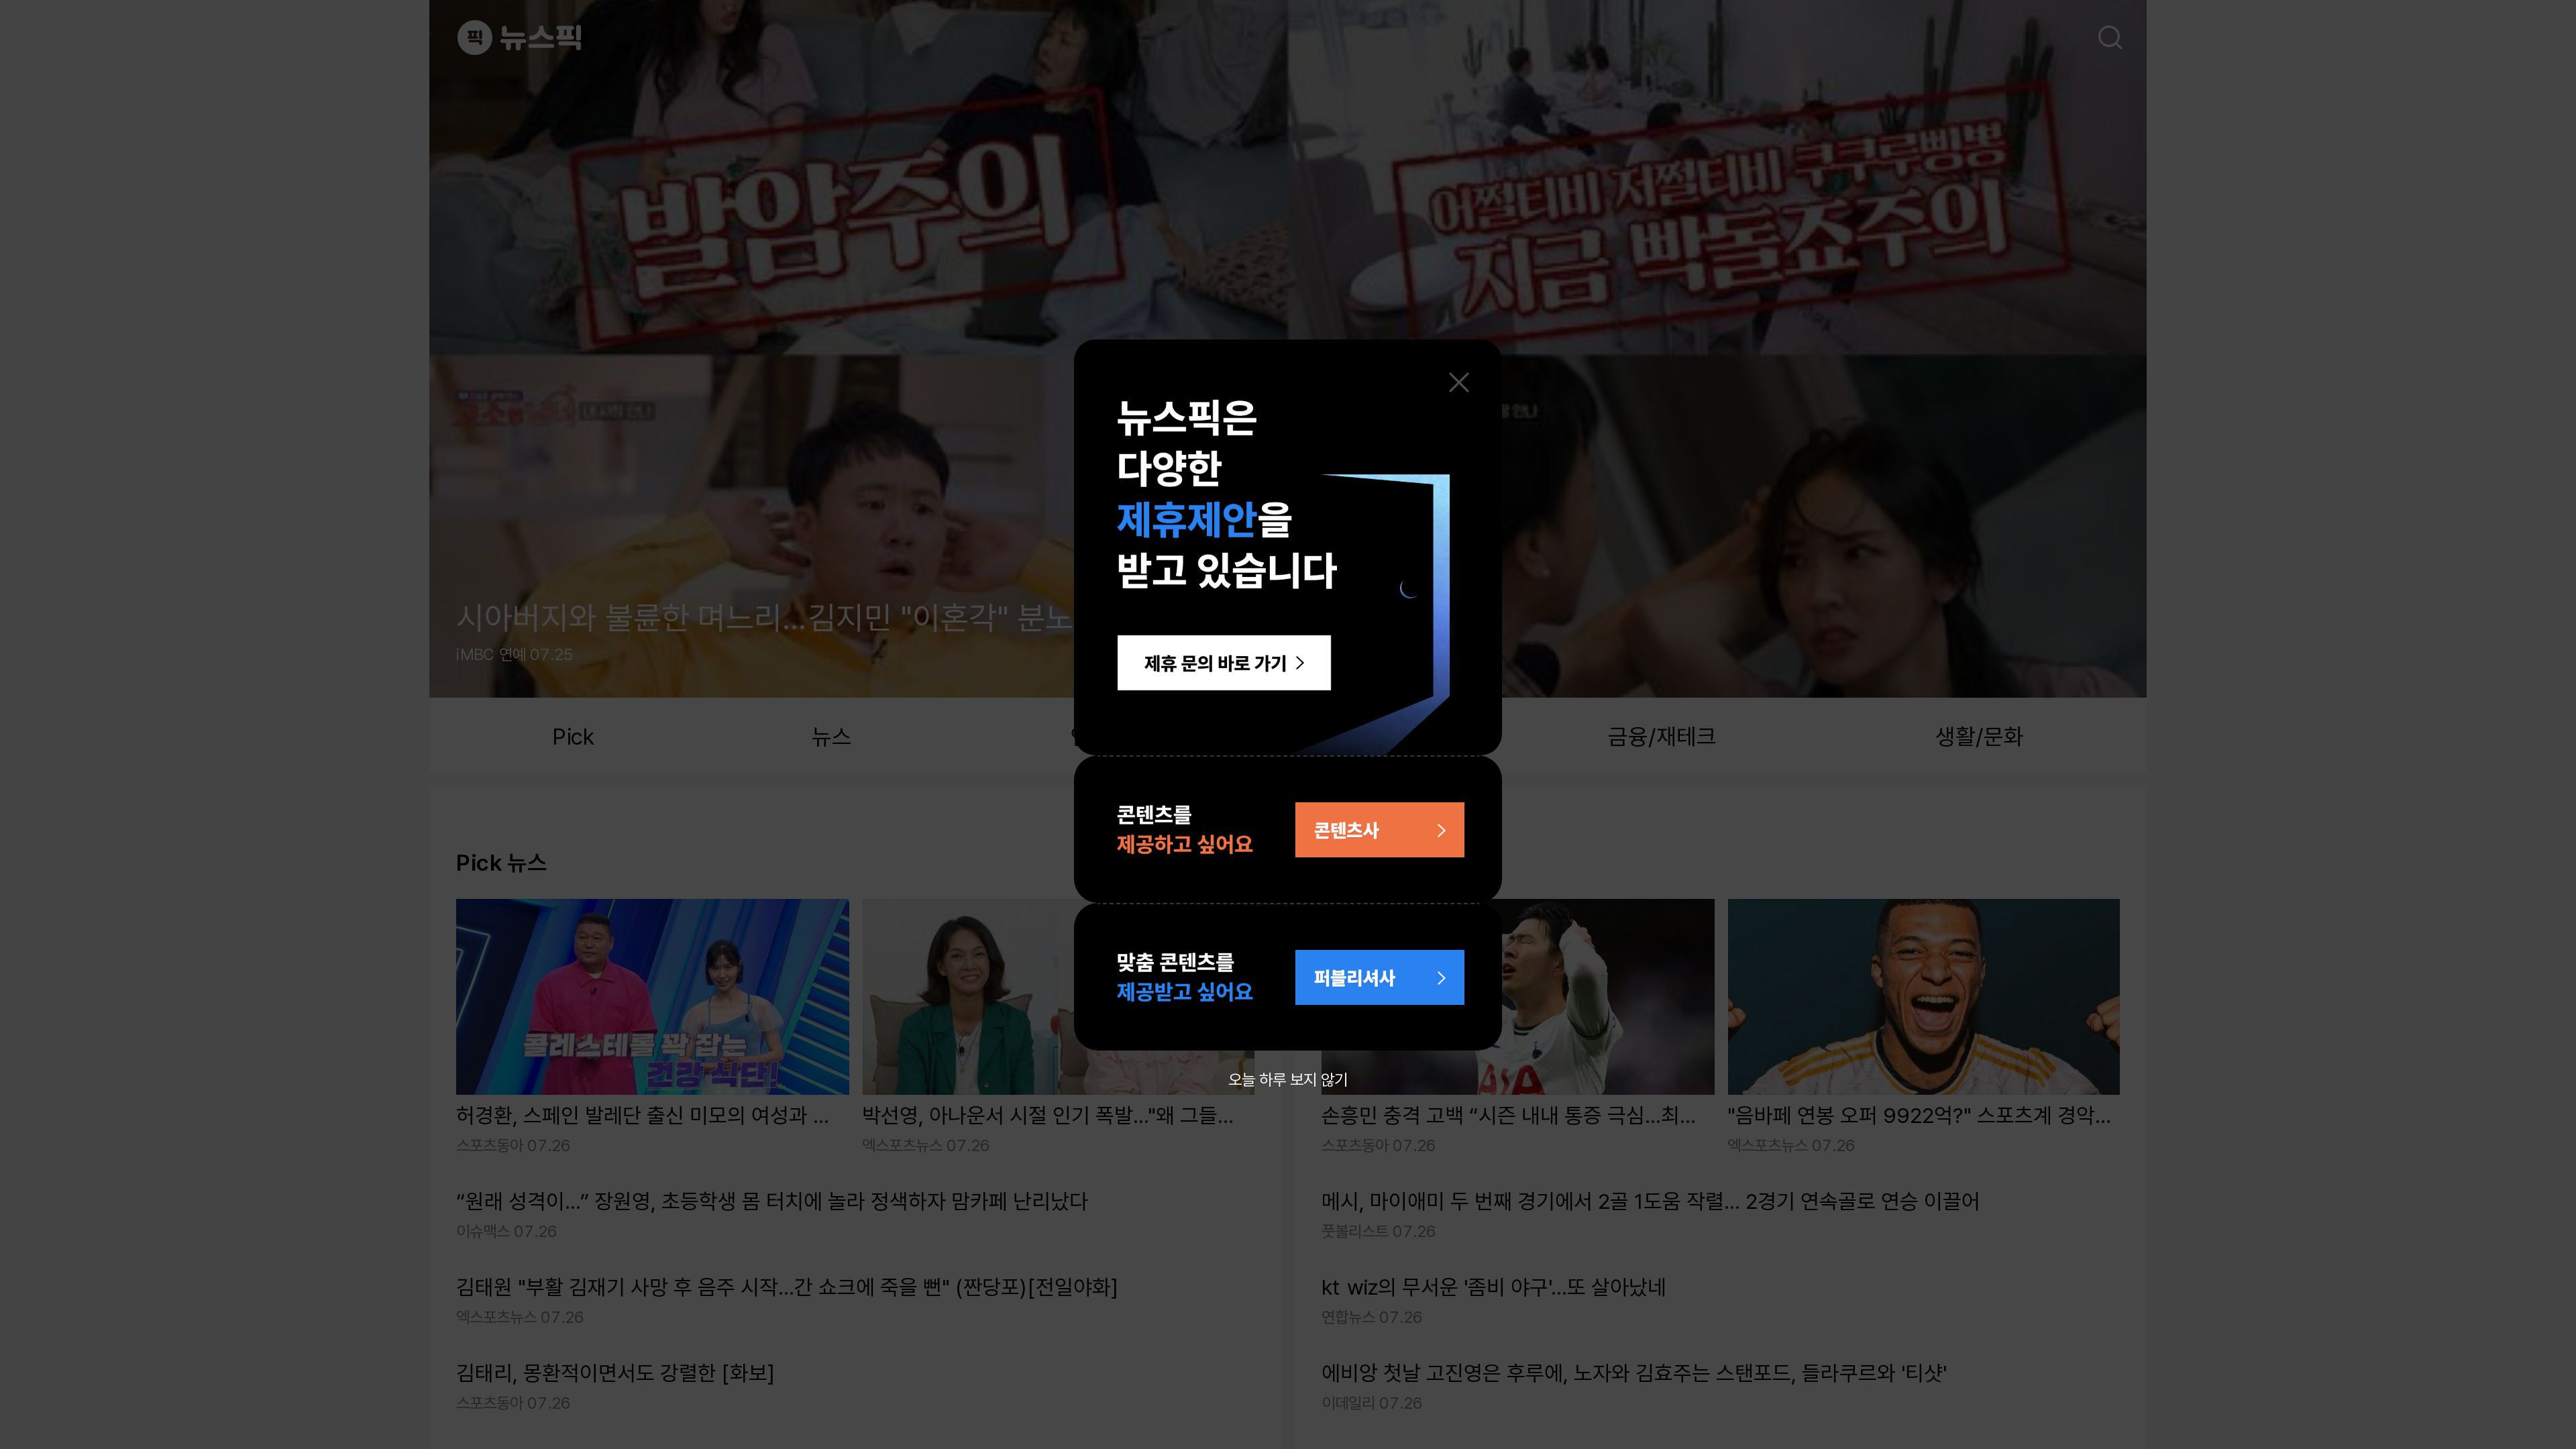 픽 뉴스픽
발암주의
어쩔티비 저쩔티비 쿠쿠루삥뽕
지금 빡돌죠주의
시아버지와 불륜한 며느리…김지민 "이혼각" 분노
iMBC 연예 07.25
뉴스픽은
다양한
제휴제안을
받고 있습니다
제휴 문의 바로 가기
콘텐츠를
제공하고 싶어요
콘텐츠사
맞춤 콘텐츠를
제공받고 싶어요
퍼블리셔사
오늘 하루 보지 않기
Pick 뉴스 금융/재테크 생활/문화
Pick 뉴스
콜레스테롤 꽉 잡는
건강 식단!
허경환, 스페인 발레단 출신 미모의 여성과 ...
스포츠동아 07.26
박선영, 아나운서 시절 인기 폭발…"왜 그들...
엑스포츠뉴스 07.26
“원래 성격이…” 장원영, 초등학생 몸 터치에 놀라 정색하자 맘카페 난리났다
이슈맥스 07.26
김태원 "부활 김재기 사망 후 음주 시작…간 쇼크에 죽을 뻔" (짠당포)[전일야화]
엑스포츠뉴스 07.26
김태리, 몽환적이면서도 강렬한 [화보]
스포츠동아 07.26
손흥민 충격 고백 “시즌 내내 통증 극심…최...
스포츠동아 07.26
"음바페 연봉 오퍼 9922억?" 스포츠계 경악...
엑스포츠뉴스 07.26
메시, 마이애미 두 번째 경기에서 2골 1도움 작렬... 2경기 연속골로 연승 이끌어
풋볼리스트 07.26
kt wiz의 무서운 '좀비 야구'…또 살아났네
연합뉴스 07.26
에비앙 첫날 고진영은 후루에, 노자와 김효주는 스탠포드, 들라쿠르와 '티샷'
이데일리 07.26